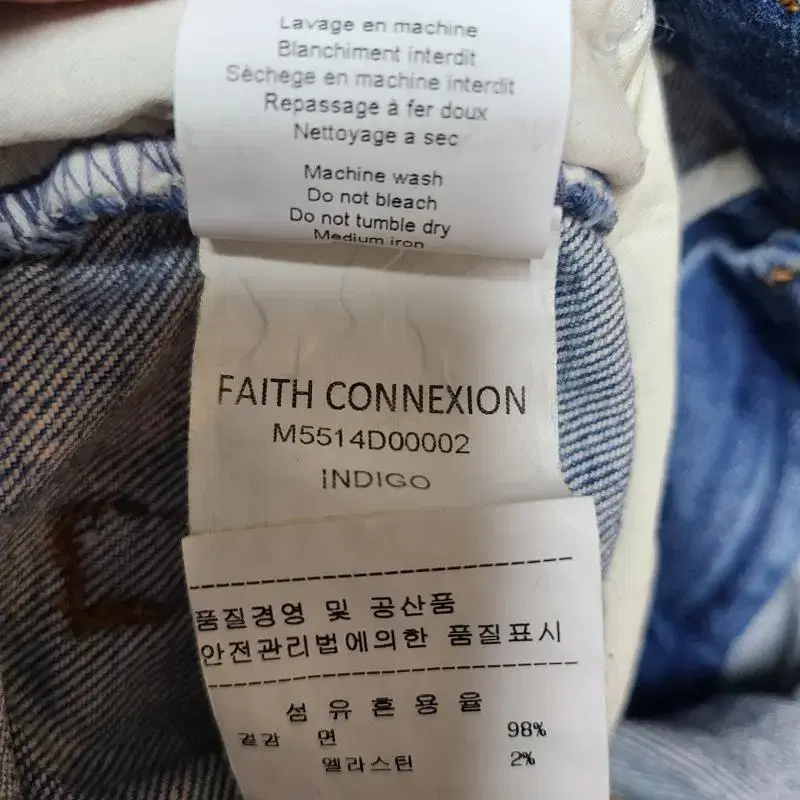 Lavage en machine
Blanchiment interdit
Sèchege en machine interdit
Repassage à fer doux
Nettoyage a sec
Machine wash
Do not bleach
Do not tumble dry
Medium iron
FAITH CONNEXION
M5514D00002
INDIGO
품질경영 및 공산품
안전관리법에의한 품질표시
섬 유 혼 용 율
겉감 면 98%
엘라스틴 2%